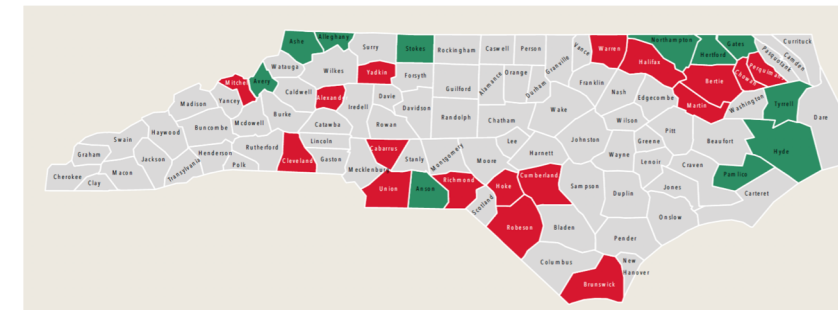 Ashe
Alleghany
Surry
Stokes
Rockingham
Caswell
Person
Vance
Granville
Warren
Northampton
Gates
Hertford
Currituck
Camden
Pasquotank
Perquimans
Chowan
Halifax
Bertie
Watauga
Wilkes
Yadkin
Forsyth
Guilford
Alamance
Orange
Durham
Franklin
Nash
Edgecombe
Martin
Washington
Tyrrell
Dare
Mitchell
Avery
Caldwell
Alexander
Iredell
Davie
Davidson
Randolph
Chatham
Wake
Wilson
Pitt
Beaufort
Hyde
Madison
Yancey
Burke
Catawba
Rowan
Buncombe
Mcdowell
Haywood
Swain
Graham
Cherokee
Clay
Macon
Jackson
Transylvania
Henderson
Polk
Rutherford
Cleveland
Lincoln
Gaston
Mecklenburg
Cabarrus
Stanly
Montgomery
Moore
Lee
Harnett
Johnston
Wayne
Greene
Lenoir
Craven
Pamlico
Union
Anson
Richmond
Scotland
Hoke
Cumberland
Sampson
Duplin
Jones
Carteret
Onslow
Robeson
Bladen
Pender
Columbus
New
Hanover
Brunswick